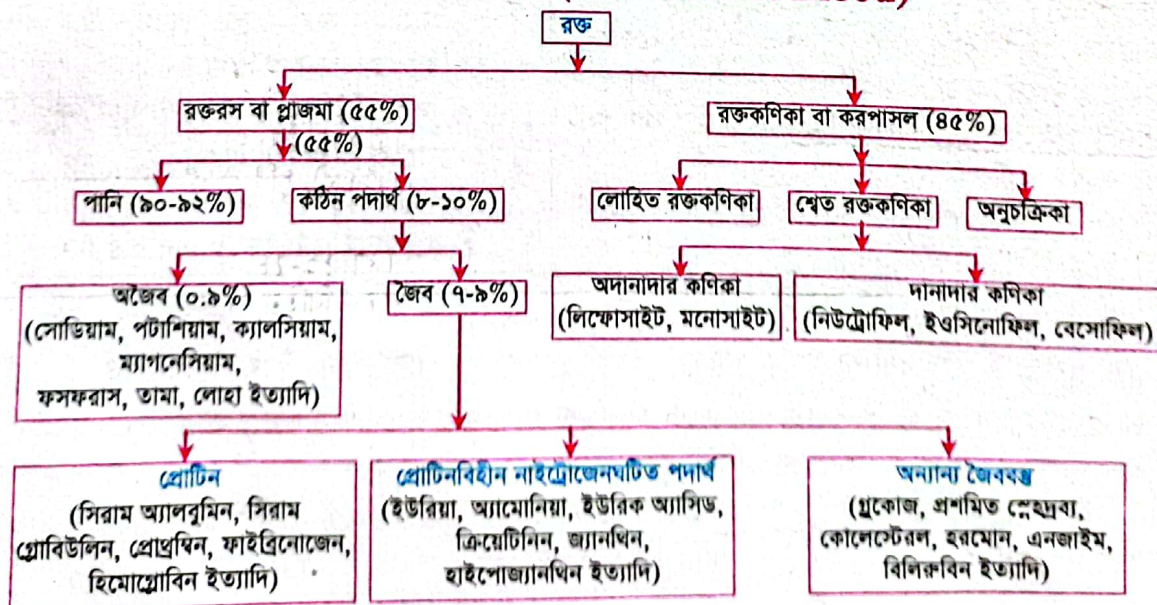 রক্ত
রক্তরস বা প্লাজমা (৫৫%)
(৫৫%)
রক্তকণিকা বা করপাসল (৪৫%)
পানি (৯০-৯২%)
কঠিন পদার্থ (৮-১০%)
লোহিত রক্তকণিকা
শ্বেত রক্তকণিকা
অনুচক্রিকা
অজৈব (০.৯%)
(সোডিয়াম, পটাশিয়াম, ক্যালসিয়াম,
ম্যাগনেসিয়াম,
ফসফরাস, তামা, লোহা ইত্যাদি)
জৈব (৭-৯%)
অদানাদার কণিকা
(লিম্ফোসাইট, মনোসাইট)
দানাদার কণিকা
(নিউট্রোফিল, ইওসিনোফিল, বেসোফিল)
প্রোটিন
(সিরাম অ্যালবুমিন, সিরাম
গ্লোবিউলিন, প্রোথ্রম্বিন, ফাইব্রিনোজেন,
হিমোগ্লোবিন ইত্যাদি)
প্রোটিনবিহীন নাইট্রোজেনঘটিত পদার্থ
(ইউরিয়া, অ্যামোনিয়া, ইউরিক অ্যাসিড,
ক্রিয়েটিনিন, জ্যানথিন,
হাইপোজ্যানথিন ইত্যাদি)
অন্যান্য জৈববস্তু
(গ্লুকোজ, প্রশমিত স্নেহদ্রব্য,
কোলেস্টেরল, হরমোন, এনজাইম,
বিলিরুবিন ইত্যাদি)